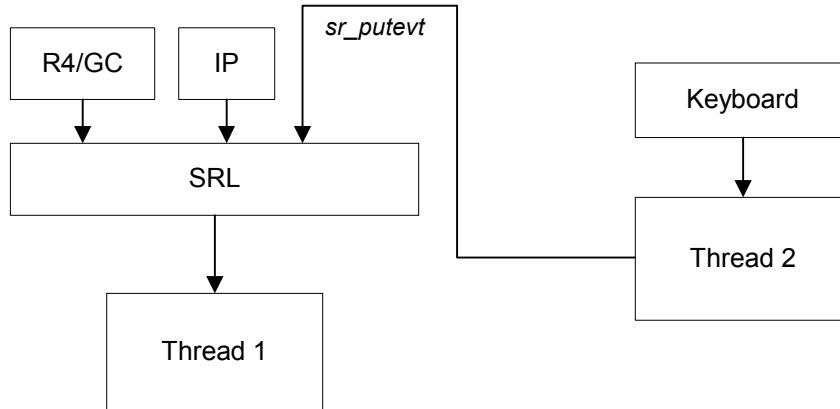 sr_putevt
R4/GC
IP
Keyboard
SRL
Thread 2
Thread 1